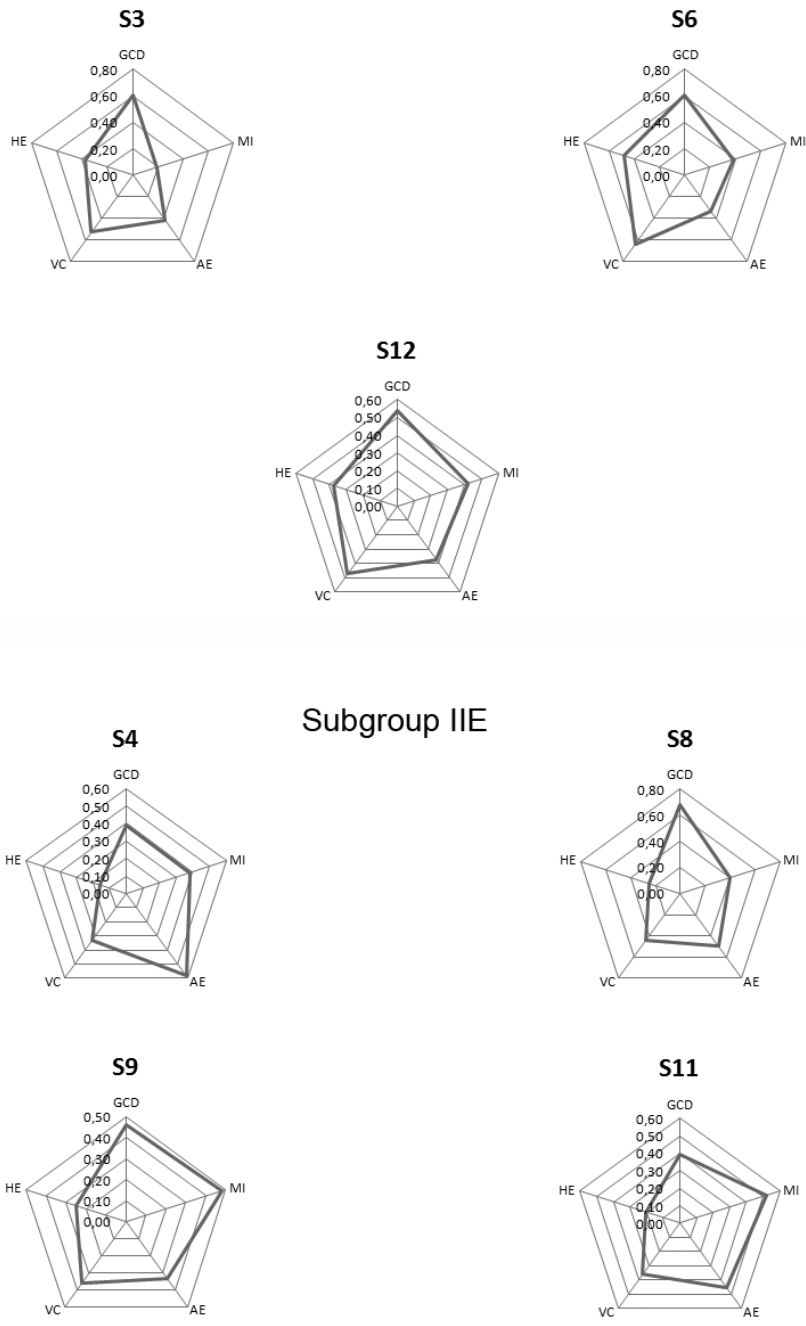 S3
GCD
0,80
0,60
0,40
0,20
0,00
HE
MI
VC
AE
S6
GCD
0,80
0,60
0,40
0,20
0,00
HE
MI
VC
AE
S12
GCD
0,60
0,50
0,40
0,30
0,20
0,10
0,00
HE
MI
VC
AE
Subgroup IIE
S4
GCD
0,60
0,50
0,40
0,30
0,20
0,10
0,00
HE
MI
VC
AE
S8
GCD
0,80
0,60
0,40
0,20
0,00
HE
MI
VC
AE
S9
GCD
0,50
0,40
0,30
0,20
0,10
0,00
HE
MI
VC
AE
S11
GCD
0,60
0,50
0,40
0,30
0,20
0,10
0,00
HE
MI
VC
AE